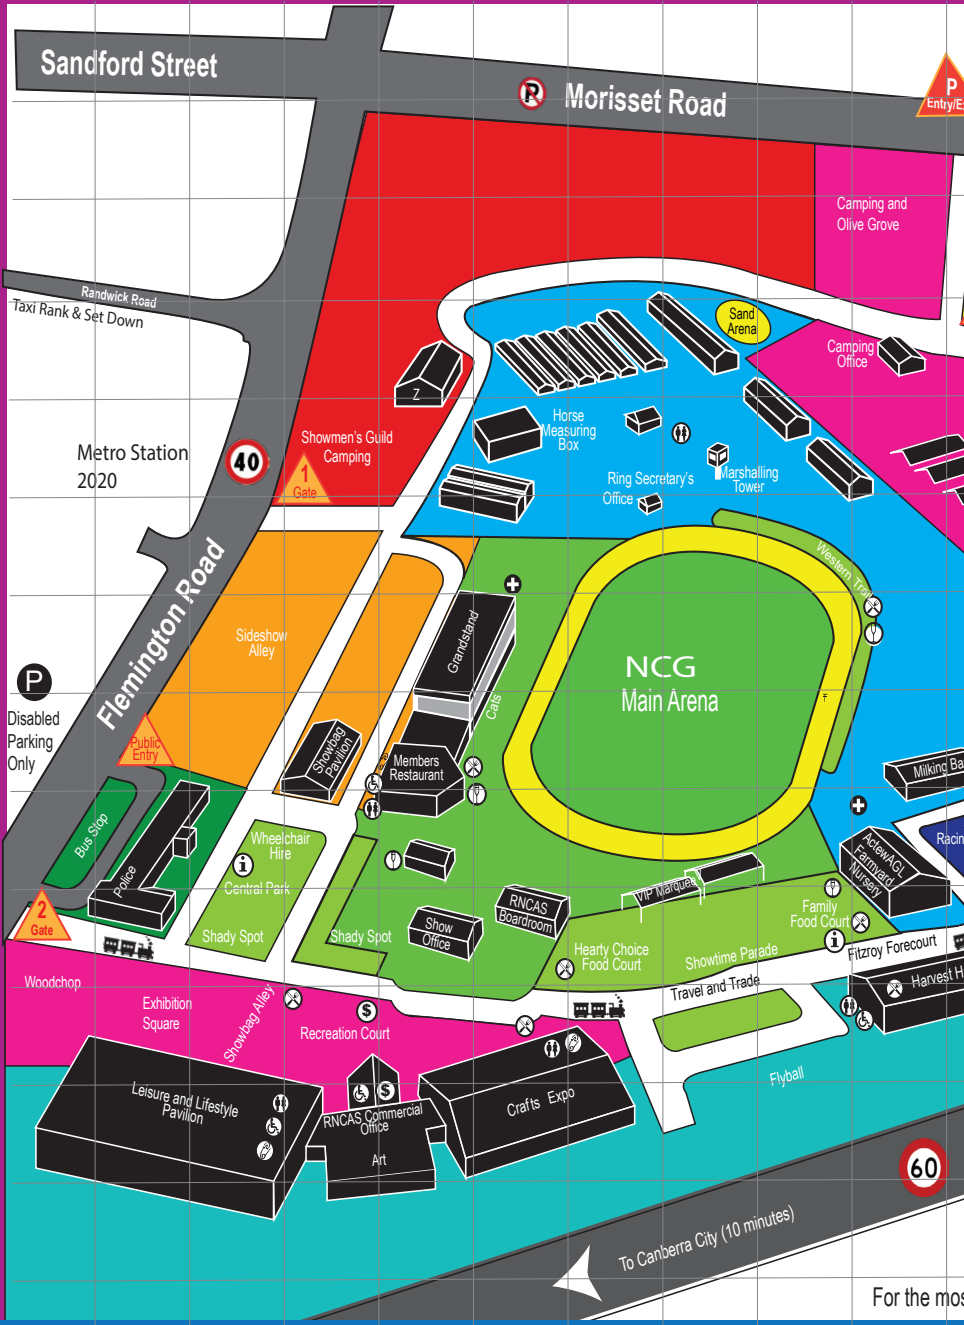 Sandford Street
Morisset Road
P
Entry/E
Camping and
Olive Grove
Randwick Road
Taxi Rank & Set Down
Sand
Arena
Camping
Office
Z
Horse
Measuring
Box
Showmen's Guild
Camping
Metro Station
2020
40
1
Gate
Ring Secretary's
Office
Marshalling
Tower
Flemington Road
Western Trail
Sideshow
Alley
Grandstand
NCG
Main Arena
Cats
P
Disabled
Parking
Only
Public
Entry
Showbag
Pavilion
Members
Restaurant
Milking Ba
Bus Stop
Police
Wheelchair
Hire
i
Central Park
ActewAGL
Farmyard
Nursery
Racin
VIP Marquee
2
Gate
Shady Spot
Shady Spot
Show
Office
RNCAS
Boardroom
Family
Food Court
i
Hearty Choice
Food Court
Showtime Parade
Fitzroy Forecourt
Woodchop
Exhibition
Square
Showbag Alley
$
Recreation Court
Travel and Trade
Harvest H
Leisure and Lifestyle
Pavilion
$
RNCAS Commercial
Office
Art
Crafts Expo
Flyball
60
To Canberra City (10 minutes)
For the mos